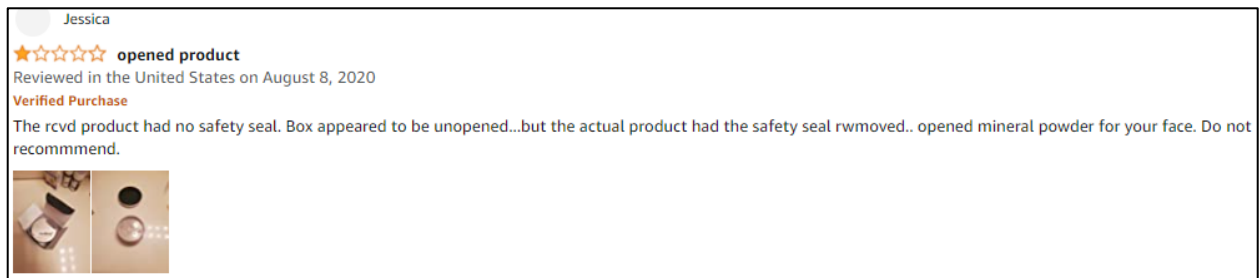 Jessica
opened product
Reviewed in the United States on August 8, 2020
Verified Purchase
The rcvd product had no safety seal. Box appeared to be unopened...but the actual product had the safety seal rwmoved.. opened mineral powder for your face. Do not
recommmend.